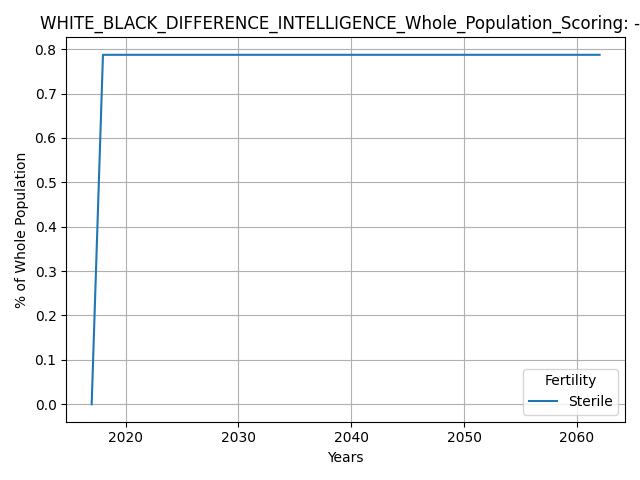 WHITE_BLACK_DIFFERENCE_INTELLIGENCE_Whole_Population_Scoring: -
0.8
0.7
0.6
0.5
0.4
0.3
0.2
0.1
0.0
% of Whole Population
Fertility
Sterile
2020 2030 2040 2050 2060
Years